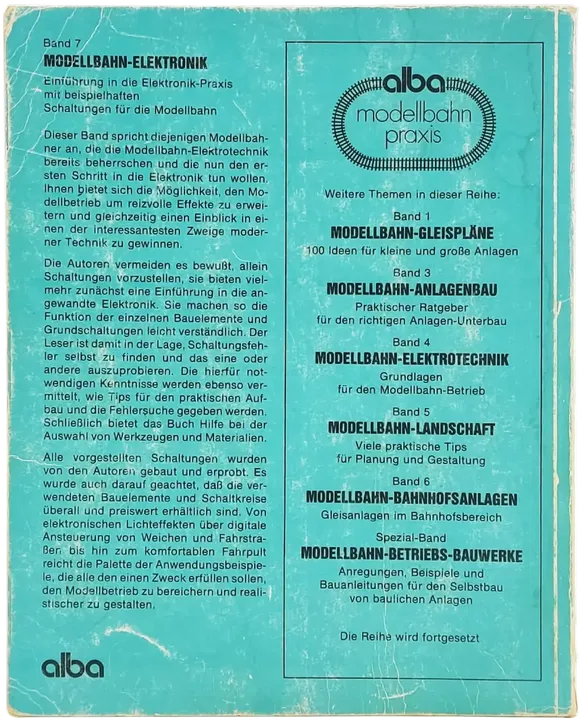 Band 7
MODELLBAHN-ELEKTRONIK
Einführung in die Elektronik-Praxis
mit beispielhaften
Schaltungen für die Modellbahn
Dieser Band spricht diejenigen Modellbah-
ner an, die die Modellbahn-Elektrotechnik
bereits beherrschen und die nun den er-
sten Schritt in die Elektronik tun wollen.
Ihnen bietet sich die Möglichkeit, den Mo-
dellbetrieb um reizvolle Effekte zu erwei-
tern und gleichzeitig einen Einblick in ei-
nen der interessantesten Zweige moder-
ner Technik zu gewinnen.
Die Autoren vermeiden es bewußt, allein
Schaltungen vorzustellen, sie bieten viel-
mehr zunächst eine Einführung in die an-
gewandte Elektronik. Sie machen so die
Funktion der einzelnen Bauelemente und
Grundschaltungen leicht verständlich. Der
Leser ist damit in der Lage, Schaltungsfeh-
ler selbst zu finden und das eine oder
andere auszuprobieren. Die hierfür not-
wendigen Kenntnisse werden ebenso ver-
mittelt, wie Tips für den praktischen Auf-
bau und die Fehlersuche gegeben werden.
Schließlich bietet das Buch Hilfe bei der
Auswahl von Werkzeugen und Materialien.
Alle vorgestellten Schaltungen wurden
von den Autoren gebaut und erprobt. Es
wurde auch darauf geachtet, daß die ver-
wendeten Bauelemente und Schaltkreise
überall und preiswert erhältlich sind. Von
elektronischen Lichteffekten über digitale
Ansteuerung von Weichen und Fahrstra-
ßen bis hin zum komfortablen Fahrpult
reicht die Palette der Anwendungsbeispie-
le, die alle den einen Zweck erfüllen sollen,
den Modellbetrieb zu bereichern und reali-
stischer zu gestalten.
alba
alba
modellbahn
praxis
Weitere Themen in dieser Reihe:
Band 1
MODELLBAHN-GLEISPLÄNE
100 Ideen für kleine und große Anlagen
Band 3
MODELLBAHN-ANLAGENBAU
Praktischer Ratgeber
für den richtigen Anlagen-Unterbau
Band 4
MODELLBAHN-ELEKTROTECHNIK
Grundlagen
für den Modellbahn-Betrieb
Band 5
MODELLBAHN-LANDSCHAFT
Viele praktische Tips
für Planung und Gestaltung
Band 6
MODELLBAHN-BAHNHOFSANLAGEN
Gleisanlagen im Bahnhofsbereich
Spezial-Band
MODELLBAHN-BETRIEBS-BAUWERKE
Anregungen, Beispiele und
Bauanleitungen für den Selbstbau
von baulichen Anlagen
Die Reihe wird fortgesetzt